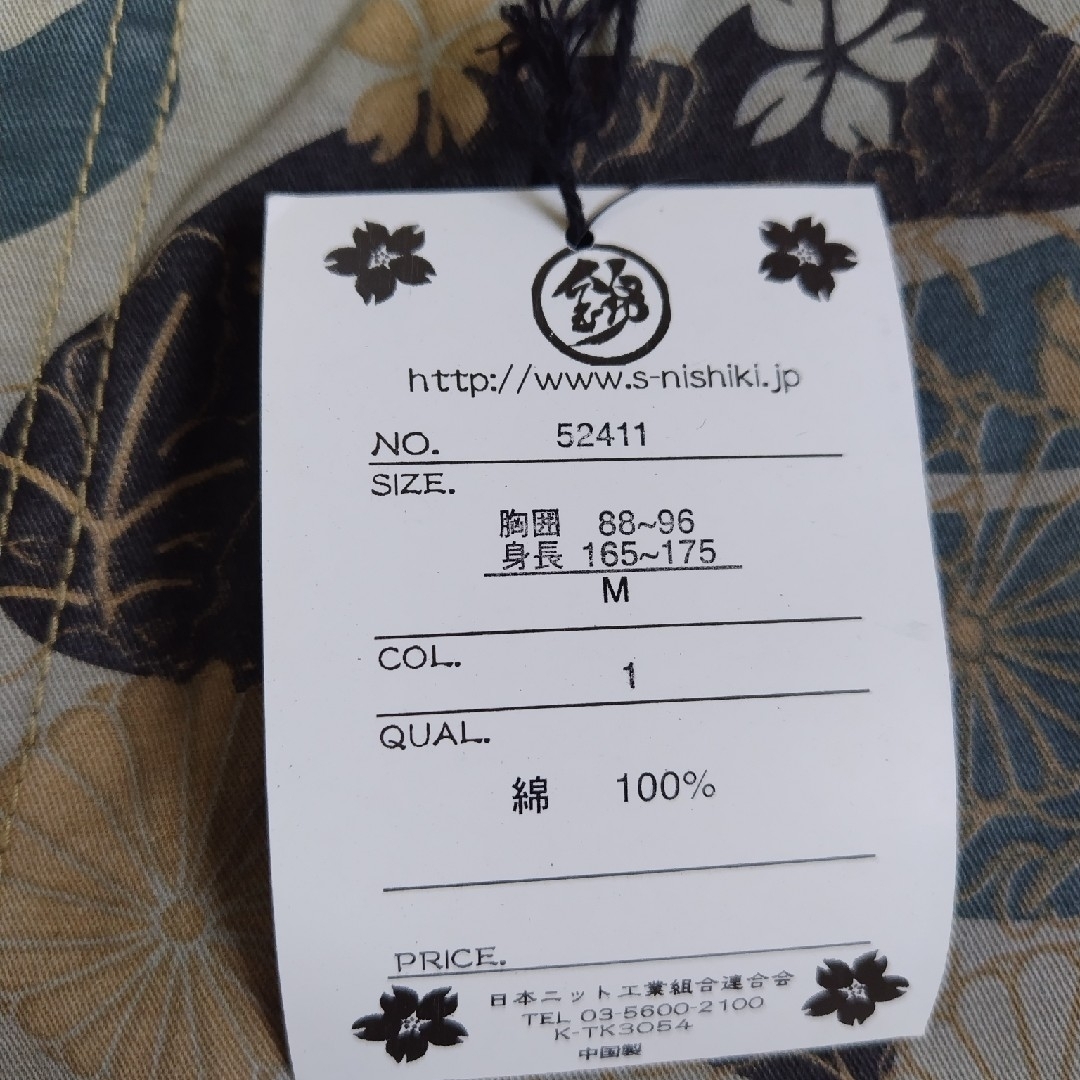 錦
http://www.s-nishiki.jp
NO. 52411
SIZE.
胸囲 88~96
身長 165~175
M
COL.
1
QUAL.
綿 100%
PRICE.
日本ニット工業組合連合会
TEL 03-5600-2100
K-TK3054
中国製